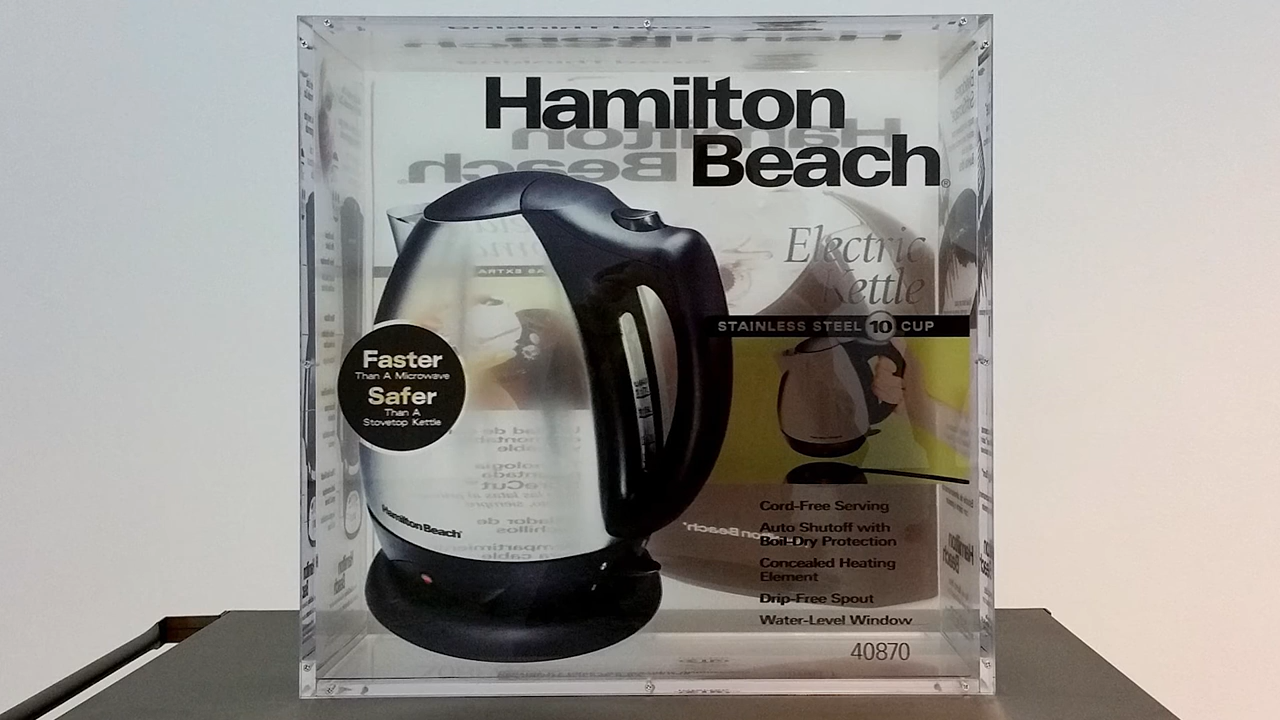 Hamilton
Beach®
Electric
Kettle
STAINLESS STEEL 10 CUP
Faster
Than A Microwave
Safer
Than A
Stovetop Kettle
Hamilton Beach
Cord-Free Serving
Auto Shutoff with
Boil-Dry Protection
Concealed Heating
Element
Drip-Free Spout
Water-Level Window
40870